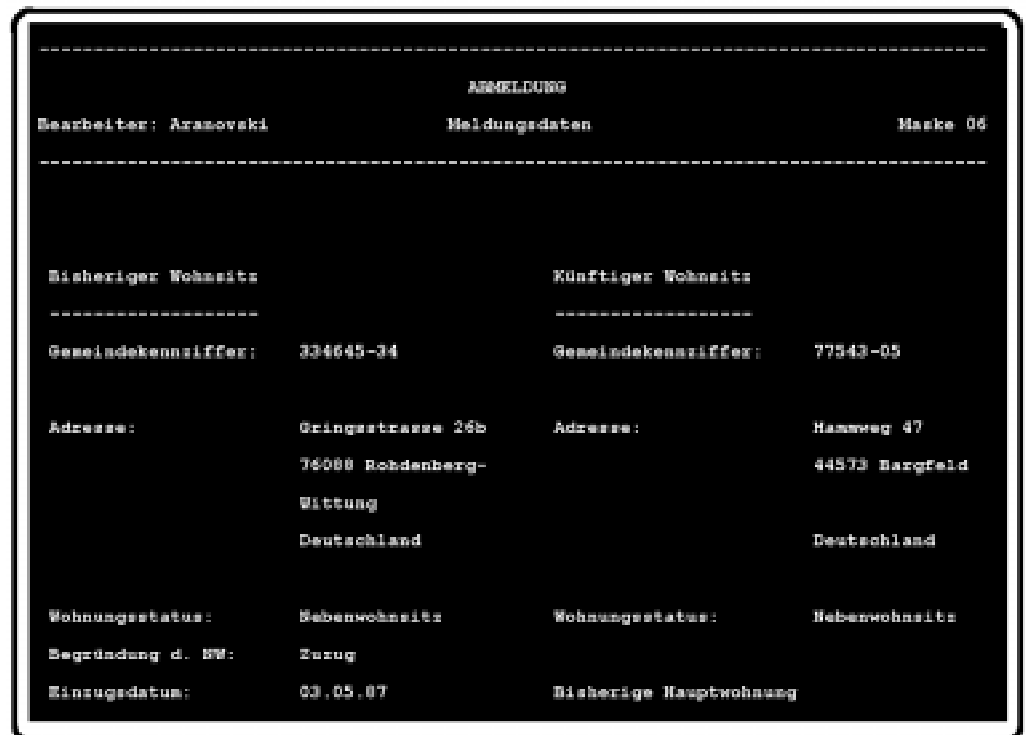 --------------------------------------------------------------------------------
ABMELDUNG
Bearbeiter: Aranovski Meldungsdaten Maske 06
--------------------------------------------------------------------------------
Bisheriger Wohnsitz Künftiger Wohnsitz
------------------- ------------------
Gemeindekennziffer: 334645-34 Gemeindekennziffer: 77543-05
Adresse: Gringsstrasse 26b Adresse: Hammweg 47
76088 Rohdenberg- 44573 Bargfeld
Wittung
Deutschland Deutschland
Wohnungsstatus: Nebenwohnsitz Wohnungsstatus: Nebenwohnsitz
Begründung d. NW: Zuzug
Einzugsdatum: 03.05.87 Bisherige Hauptwohnung